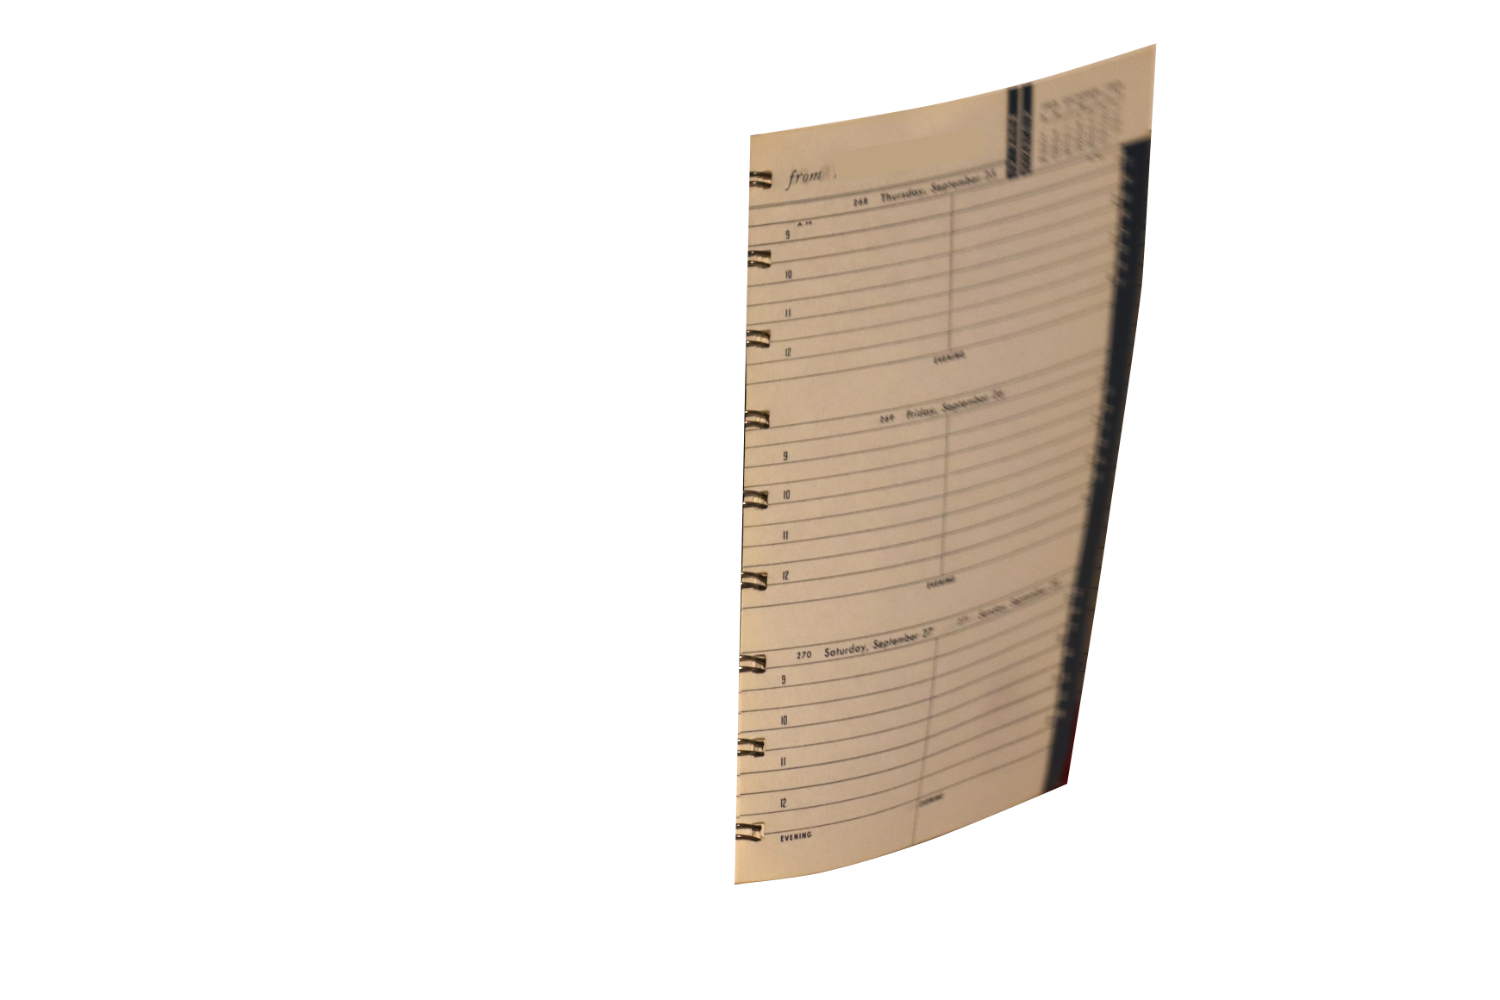 from
268 Thursday, September 25
A M
9
10
11
12
EVENING
269 Friday, September 26
9
10
11
12
EVENING
270 Saturday, September 27
9
10
11
12
EVENING
EVENING